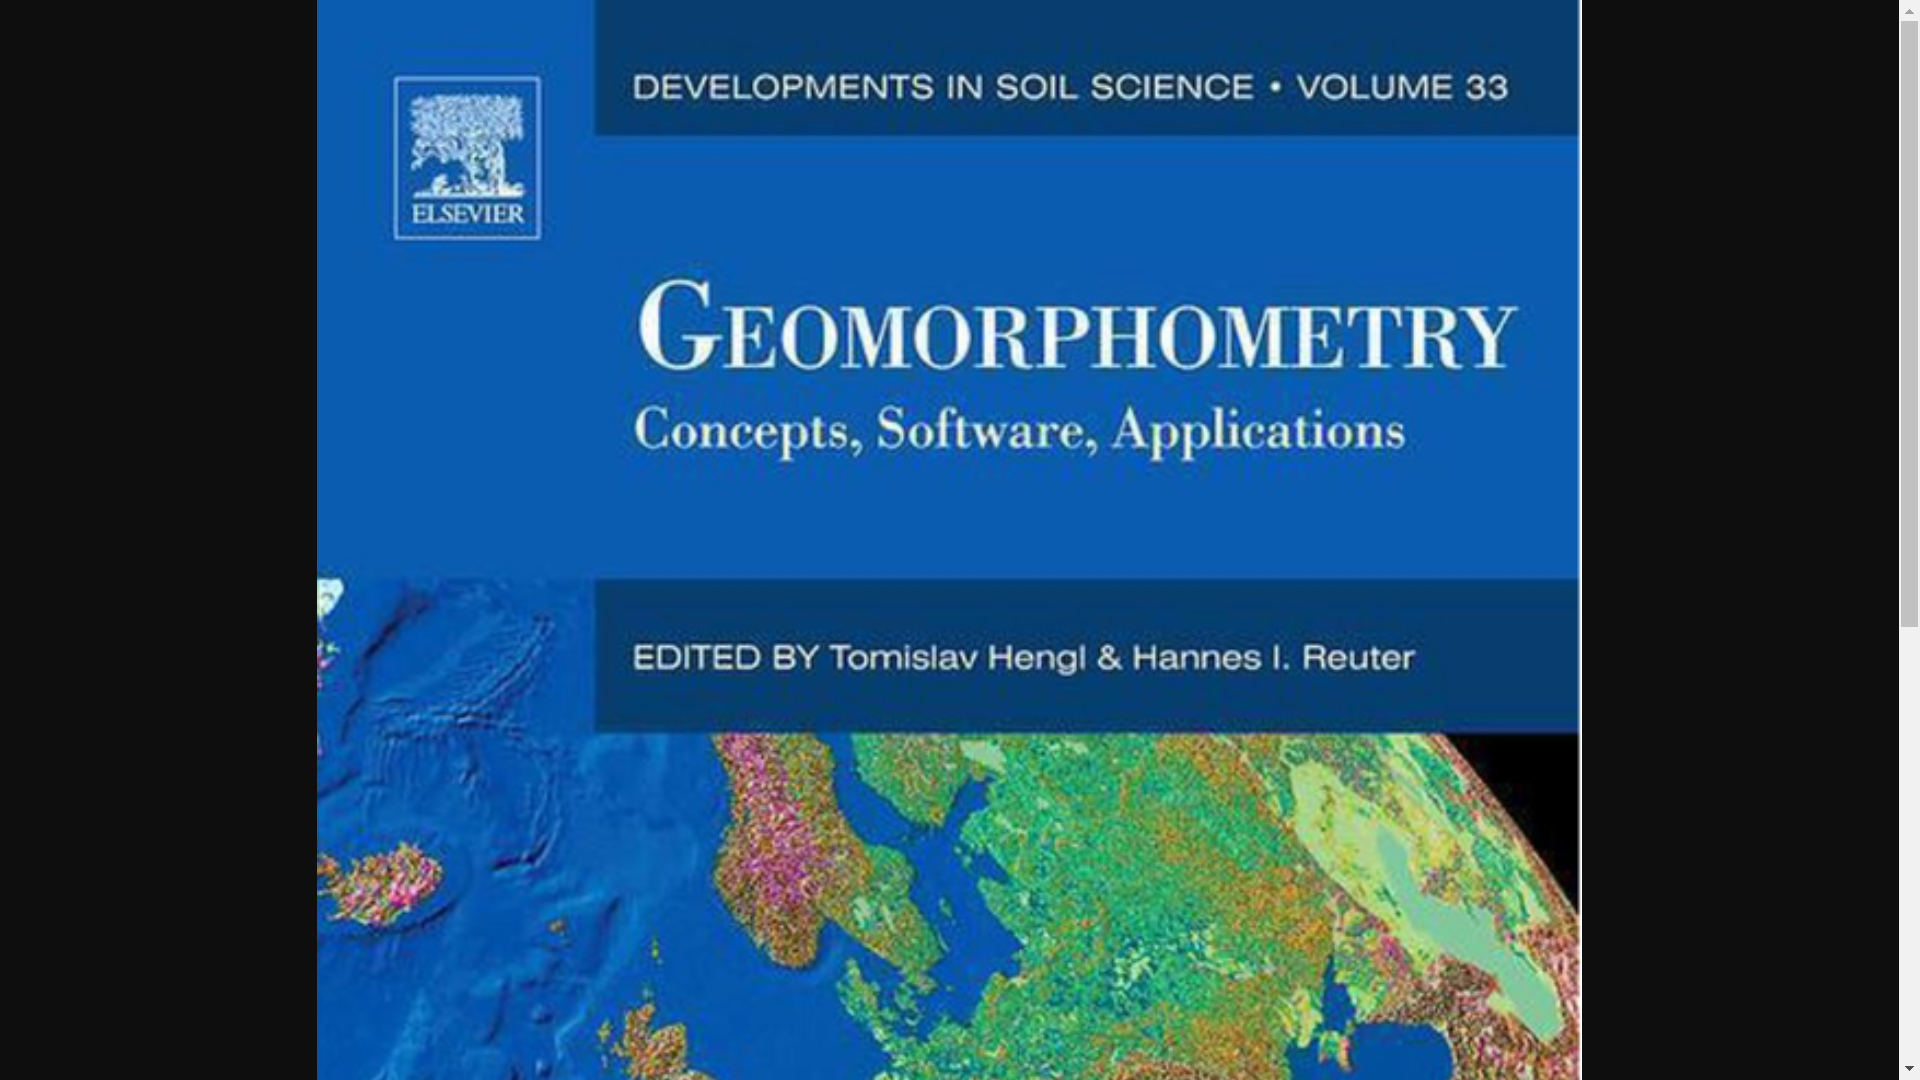 DEVELOPMENTS IN SOIL SCIENCE • VOLUME 33
ELSEVIER
GEOMORPHOMETRY
Concepts, Software, Applications
EDITED BY Tomislav Hengl & Hannes I. Reuter